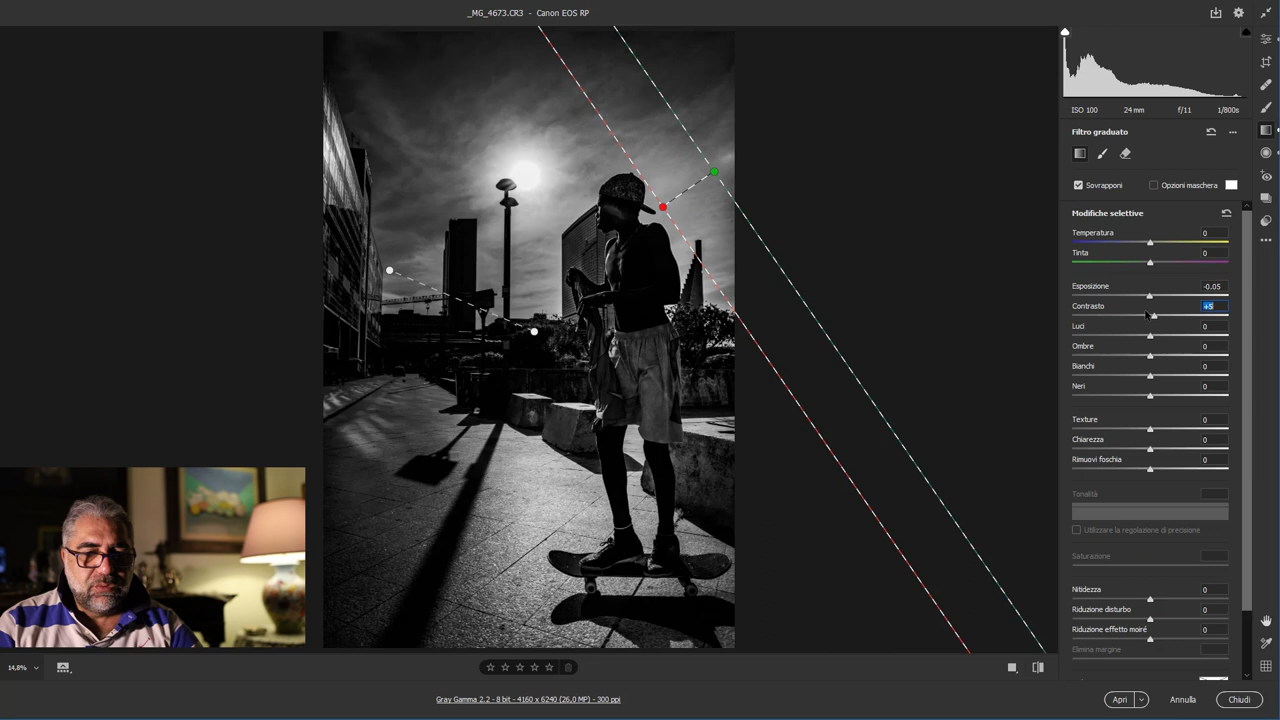 _MG_4673.CR3 - Canon EOS RP
ISO 100 24 mm f/11 1/800s
Filtro graduato
Sovrapponi Opzioni maschera
Modifiche selettive
Temperatura 0
Tinta 0
Esposizione -0.05
Contrasto +5
Luci 0
Ombre 0
Bianchi 0
Neri 0
Texture 0
Chiarezza 0
Rimuovi foschia 0
Tonalità
Utilizzare la regolazione di precisione
Saturazione
Nitidezza 0
Riduzione disturbo 0
Riduzione effetto moiré 0
Elimina margine
14,8%
Gray Gamma 2.2 - 8 bit - 4160 x 6240 (26,0 MP) - 300 ppi
Apri Annulla Chiudi